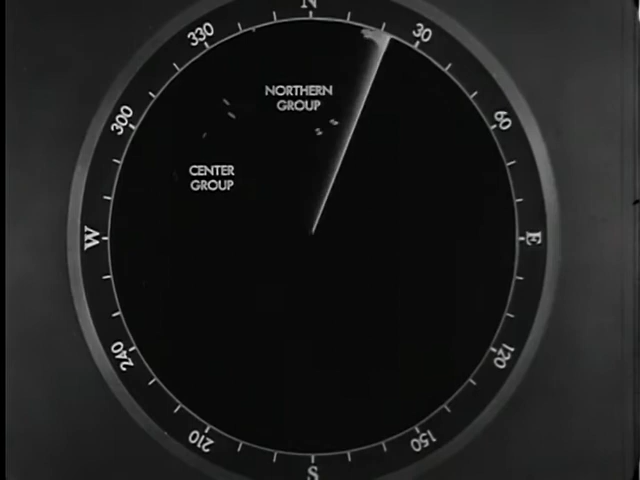 N
330
30
NORTHERN
GROUP
300
60
CENTER
GROUP
W
E
240
120
210
150
S